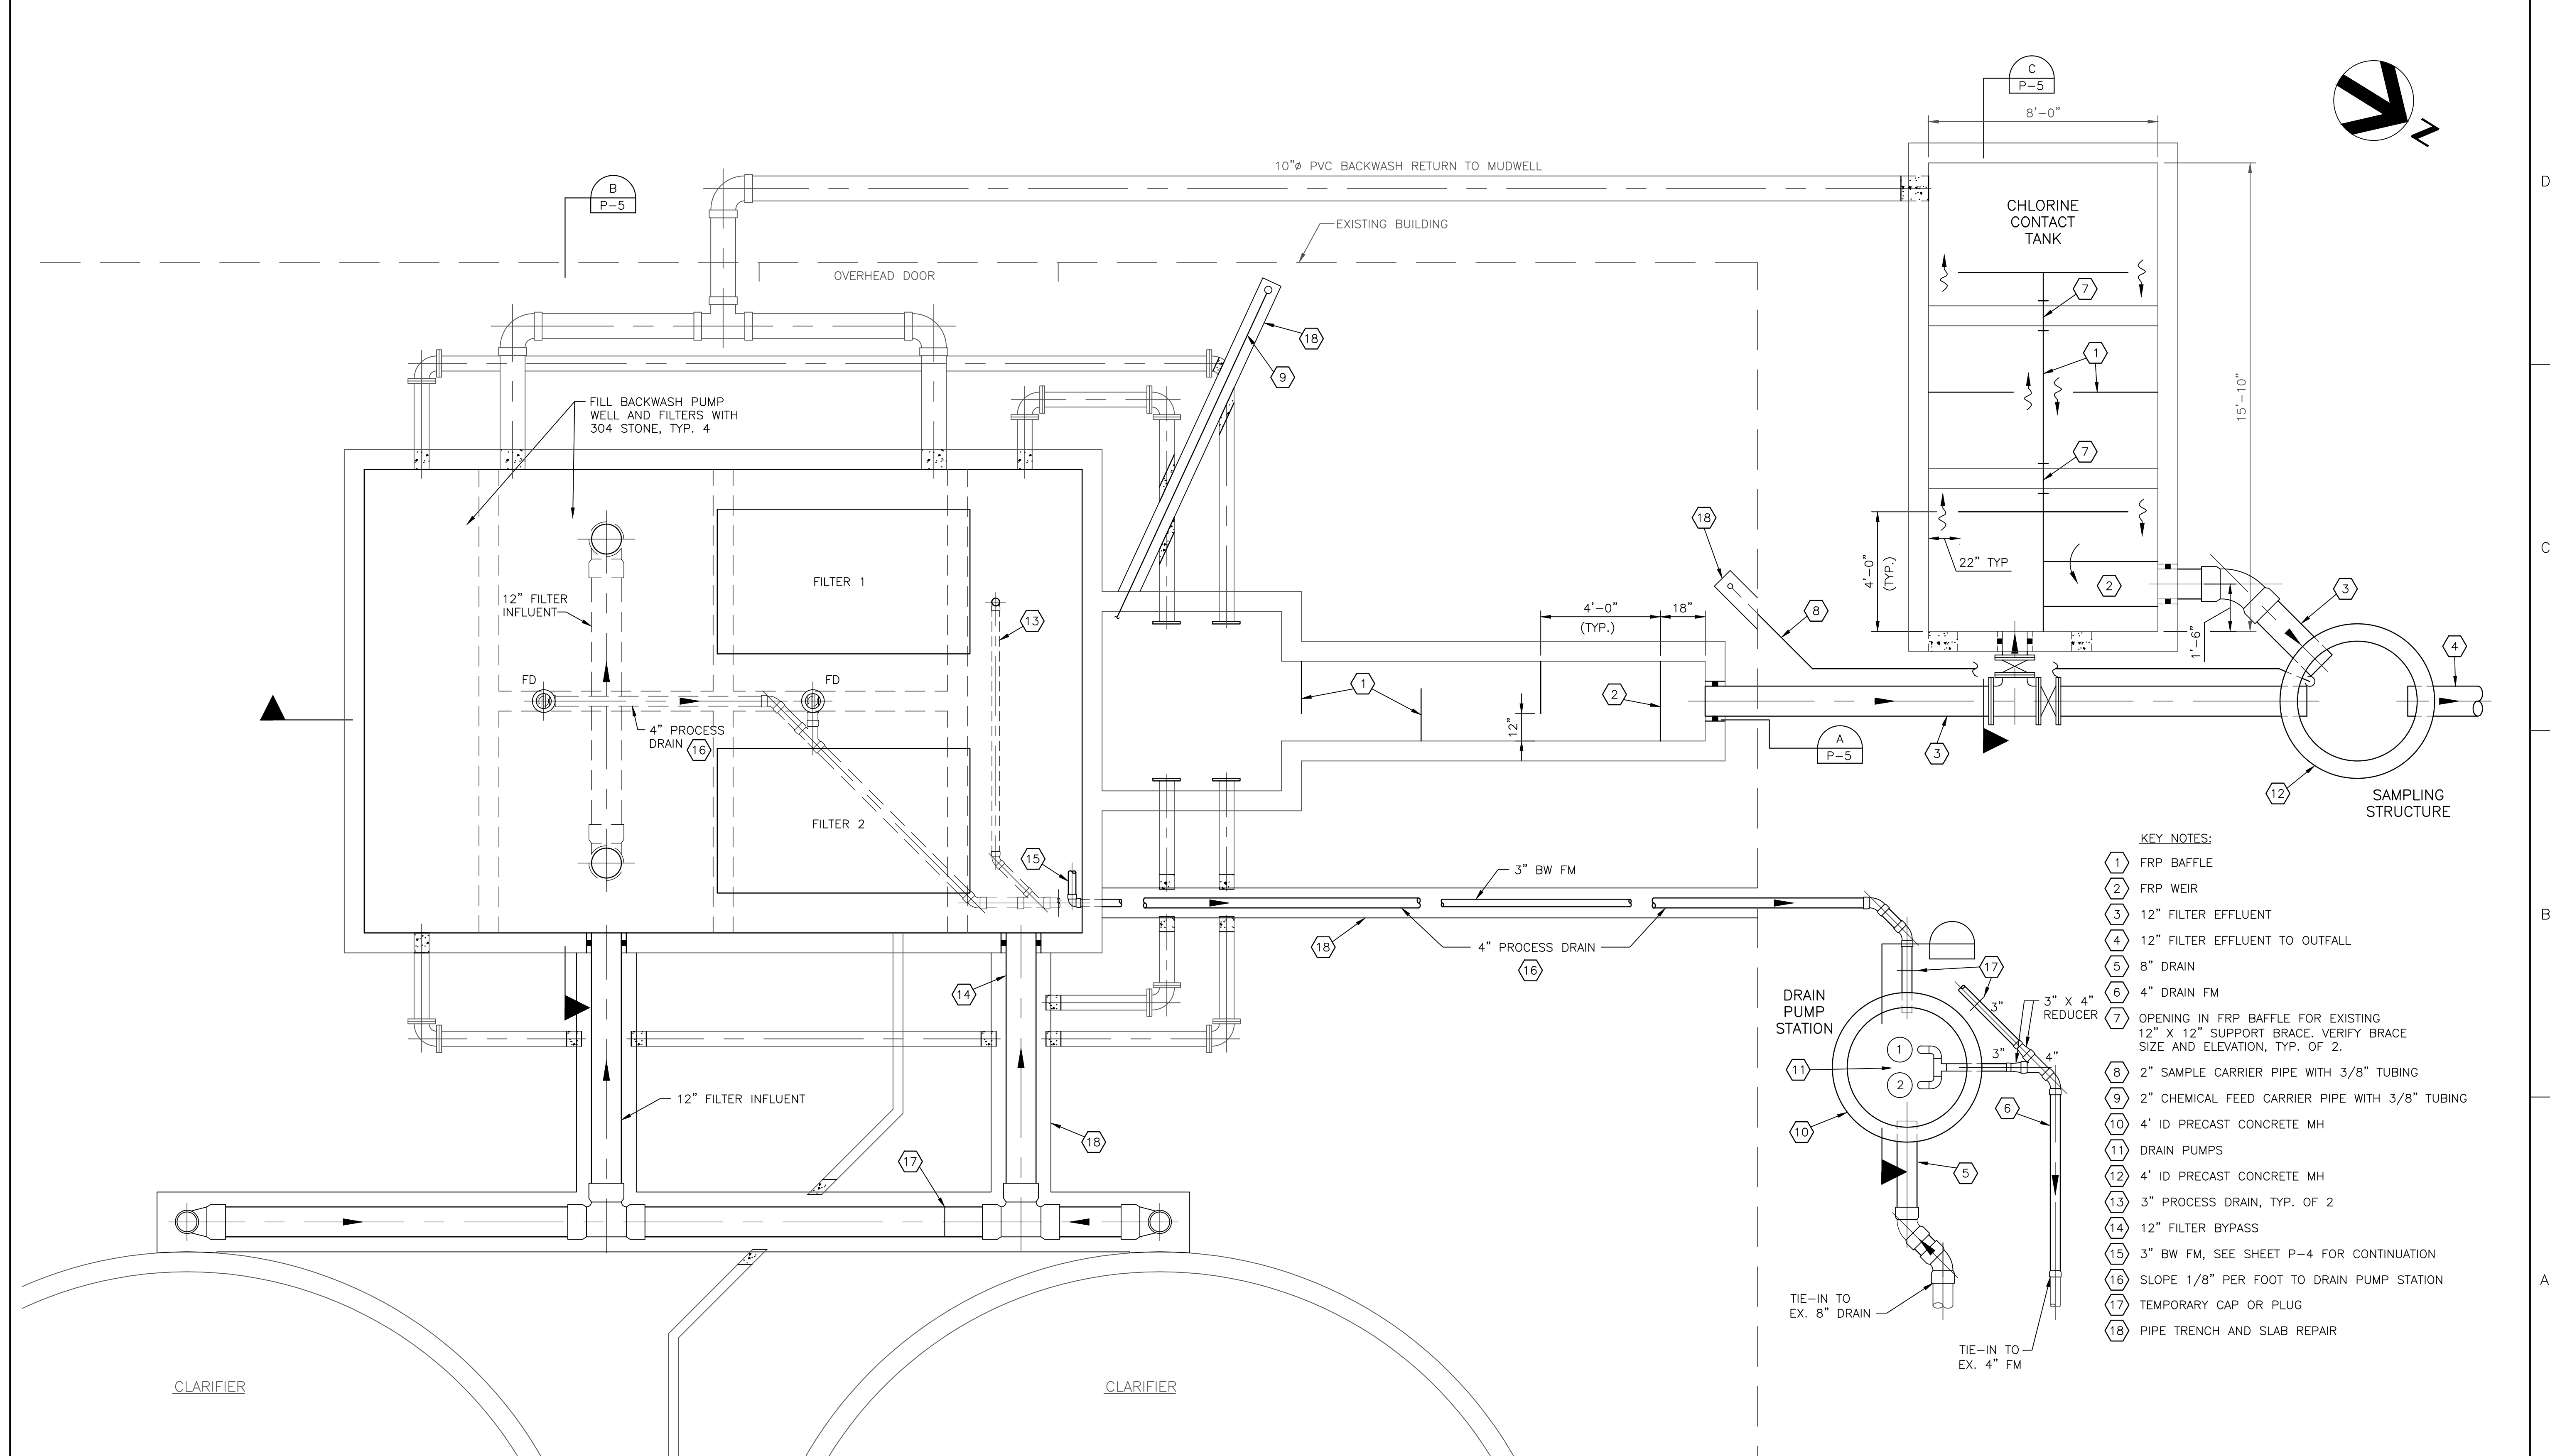 C
P-5
8'-0"
N
D
10"ø PVC BACKWASH RETURN TO MUDWELL
B
P-5
EXISTING BUILDING
CHLORINE
CONTACT
TANK
OVERHEAD DOOR
7
18
1
9
15'-10"
FILL BACKWASH PUMP
WELL AND FILTERS WITH
304 STONE, TYP. 4
7
18
C
22" TYP
4'-0"
(TYP.)
FILTER 1
2
3
12" FILTER
INFLUENT
13
4'-0"
(TYP.)
18"
8
1'-6"
4
FD
FD
1
2
12"
4" PROCESS
DRAIN
16
A
P-5
3
12
SAMPLING
STRUCTURE
FILTER 2
15
3" BW FM
18
4" PROCESS DRAIN
16
B
14
17
DRAIN
PUMP
STATION
3"
3" X 4"
REDUCER
1
2
3"
4"
11
6
10
12" FILTER INFLUENT
18
17
5
TIE-IN TO
EX. 8" DRAIN
TIE-IN TO
EX. 4" FM
CLARIFIER
CLARIFIER
KEY NOTES:
1 FRP BAFFLE
2 FRP WEIR
3 12" FILTER EFFLUENT
4 12" FILTER EFFLUENT TO OUTFALL
5 8" DRAIN
6 4" DRAIN FM
7 OPENING IN FRP BAFFLE FOR EXISTING
12" X 12" SUPPORT BRACE. VERIFY BRACE
SIZE AND ELEVATION, TYP. OF 2.
8 2" SAMPLE CARRIER PIPE WITH 3/8" TUBING
9 2" CHEMICAL FEED CARRIER PIPE WITH 3/8" TUBING
10 4' ID PRECAST CONCRETE MH
11 DRAIN PUMPS
12 4' ID PRECAST CONCRETE MH
13 3" PROCESS DRAIN, TYP. OF 2
14 12" FILTER BYPASS
15 3" BW FM, SEE SHEET P-4 FOR CONTINUATION
16 SLOPE 1/8" PER FOOT TO DRAIN PUMP STATION
17 TEMPORARY CAP OR PLUG
18 PIPE TRENCH AND SLAB REPAIR
A